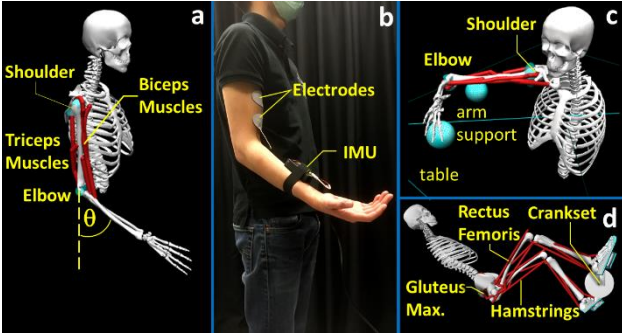 a
Shoulder
Biceps
Muscles
Triceps
Muscles
Elbow
θ
b
Electrodes
IMU
c
Shoulder
Elbow
arm
support
table
d
Rectus
Femoris
Crankset
Gluteus
Max.
Hamstrings